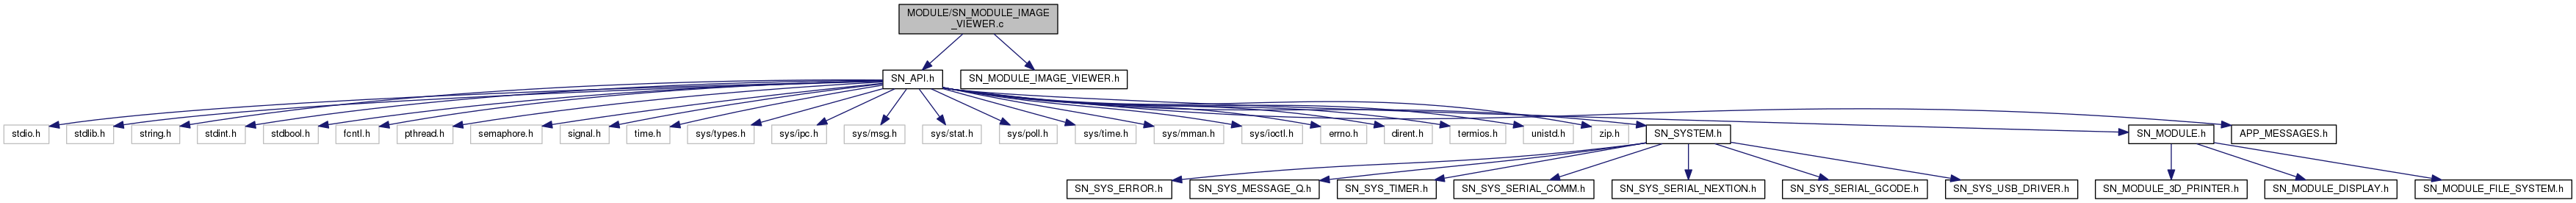 MODULE/SN_MODULE_IMAGE
_VIEWER.c
SN_API.h
SN_MODULE_IMAGE_VIEWER.h
stdio.h
stdlib.h
string.h
stdint.h
stdbool.h
fcntl.h
pthread.h
semaphore.h
signal.h
time.h
sys/types.h
sys/ipc.h
sys/msg.h
sys/stat.h
sys/poll.h
sys/time.h
sys/mman.h
sys/ioctl.h
errno.h
dirent.h
termios.h
unistd.h
zip.h
SN_SYSTEM.h
SN_MODULE.h
APP_MESSAGES.h
SN_SYS_ERROR.h
SN_SYS_MESSAGE_Q.h
SN_SYS_TIMER.h
SN_SYS_SERIAL_COMM.h
SN_SYS_SERIAL_NEXTION.h
SN_SYS_SERIAL_GCODE.h
SN_SYS_USB_DRIVER.h
SN_MODULE_3D_PRINTER.h
SN_MODULE_DISPLAY.h
SN_MODULE_FILE_SYSTEM.h